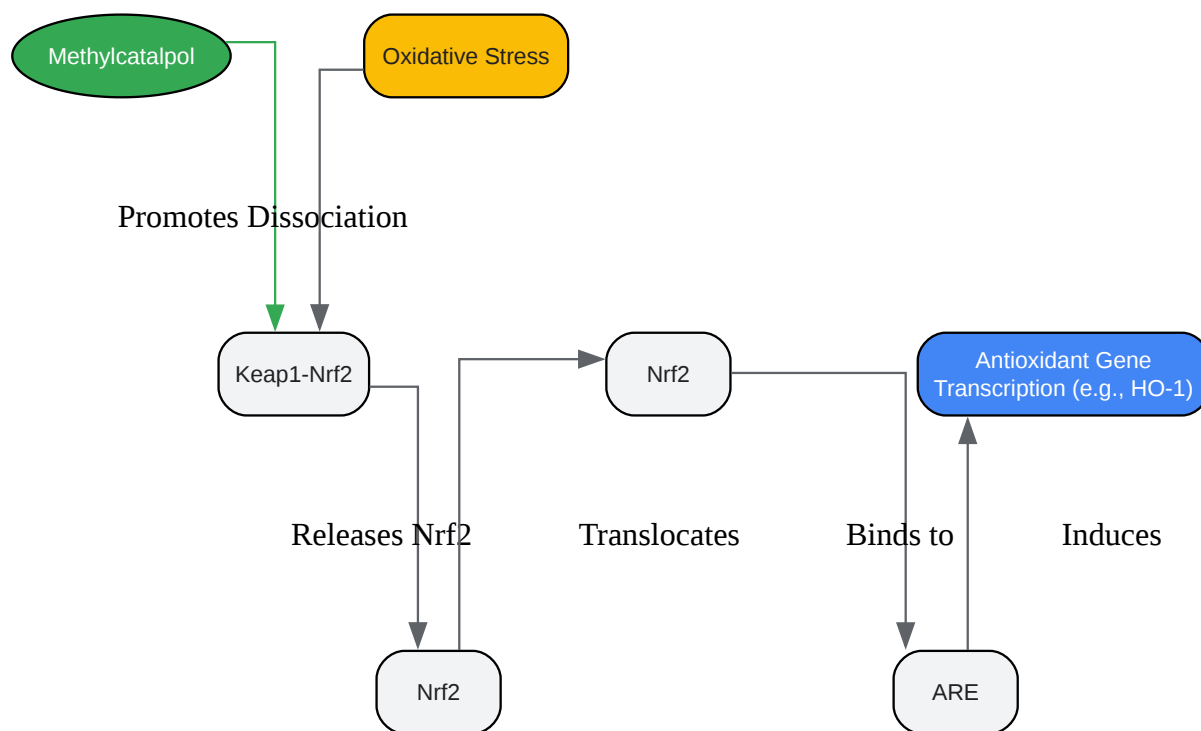 Methylcatalpol
Oxidative Stress
Promotes Dissociation
Keap1-Nrf2
Nrf2
Antioxidant Gene
Transcription (e.g., HO-1)
Releases Nrf2
Translocates
Binds to
Induces
Nrf2
ARE